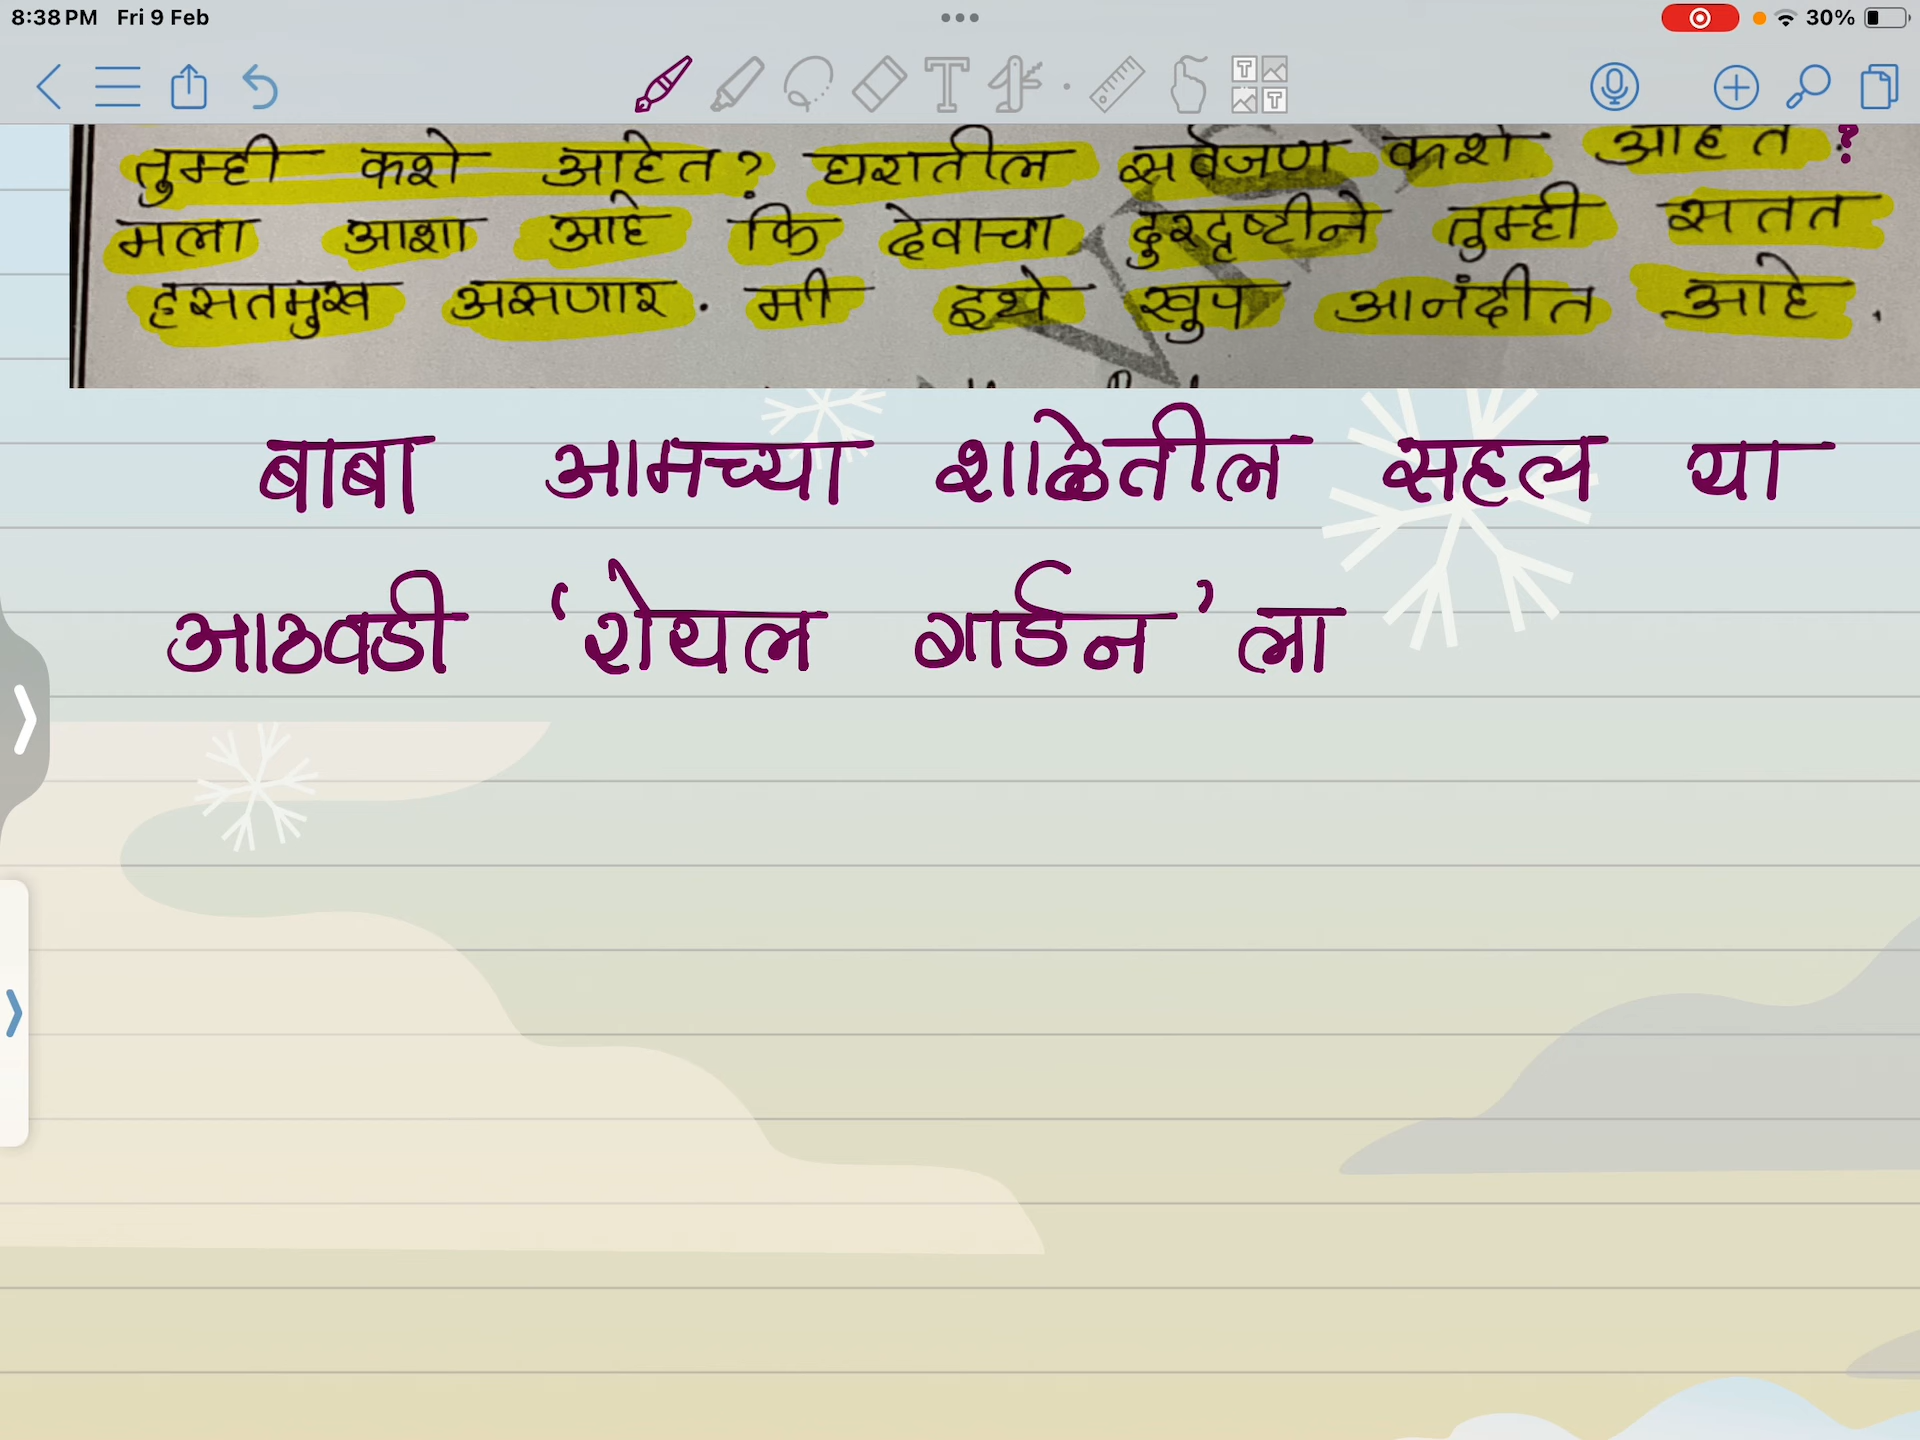 8:38 PM Fri 9 Feb 30%
तुम्ही कशे आहेत? घरातील सर्वजण कशे आहेत ?
मला आशा आहे कि देवाचा दुरदृष्टीने तुम्ही सतत
हसतमुख असणार. मी इथे खुप आनंदीत आहे.
बाबा आमच्या शाळेतील सहल या
आठवडी ‘रोयल गार्डन’ ला